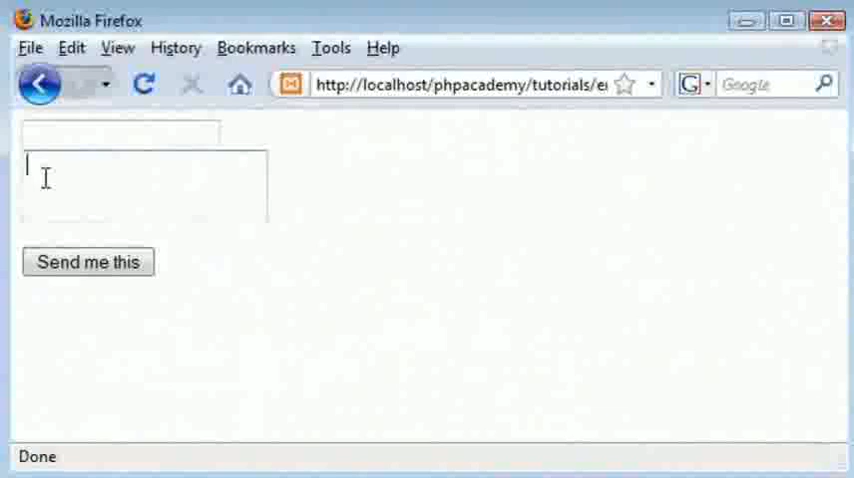 Mozilla Firefox
File Edit View History Bookmarks Tools Help
http://localhost/phpacademy/tutorials/e G Google
Send me this
Done